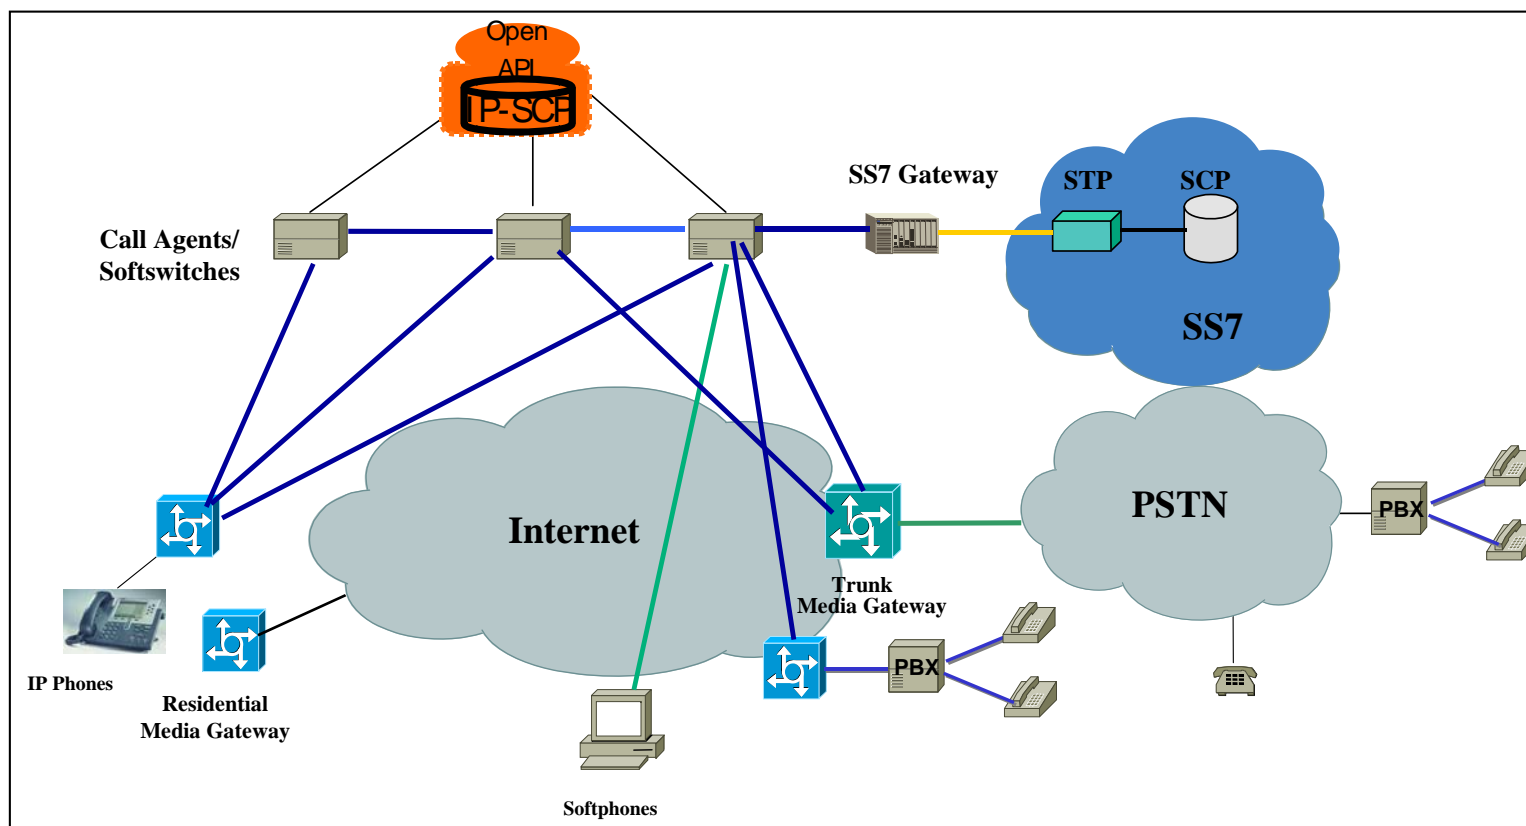 Open
API
IP-SCP
SS7 Gateway
STP
SCP
Call Agents/
Softswitches
SS7
Internet
PSTN
PBX
Trunk
Media Gateway
IP Phones
PBX
Residential
Media Gateway
Softphones